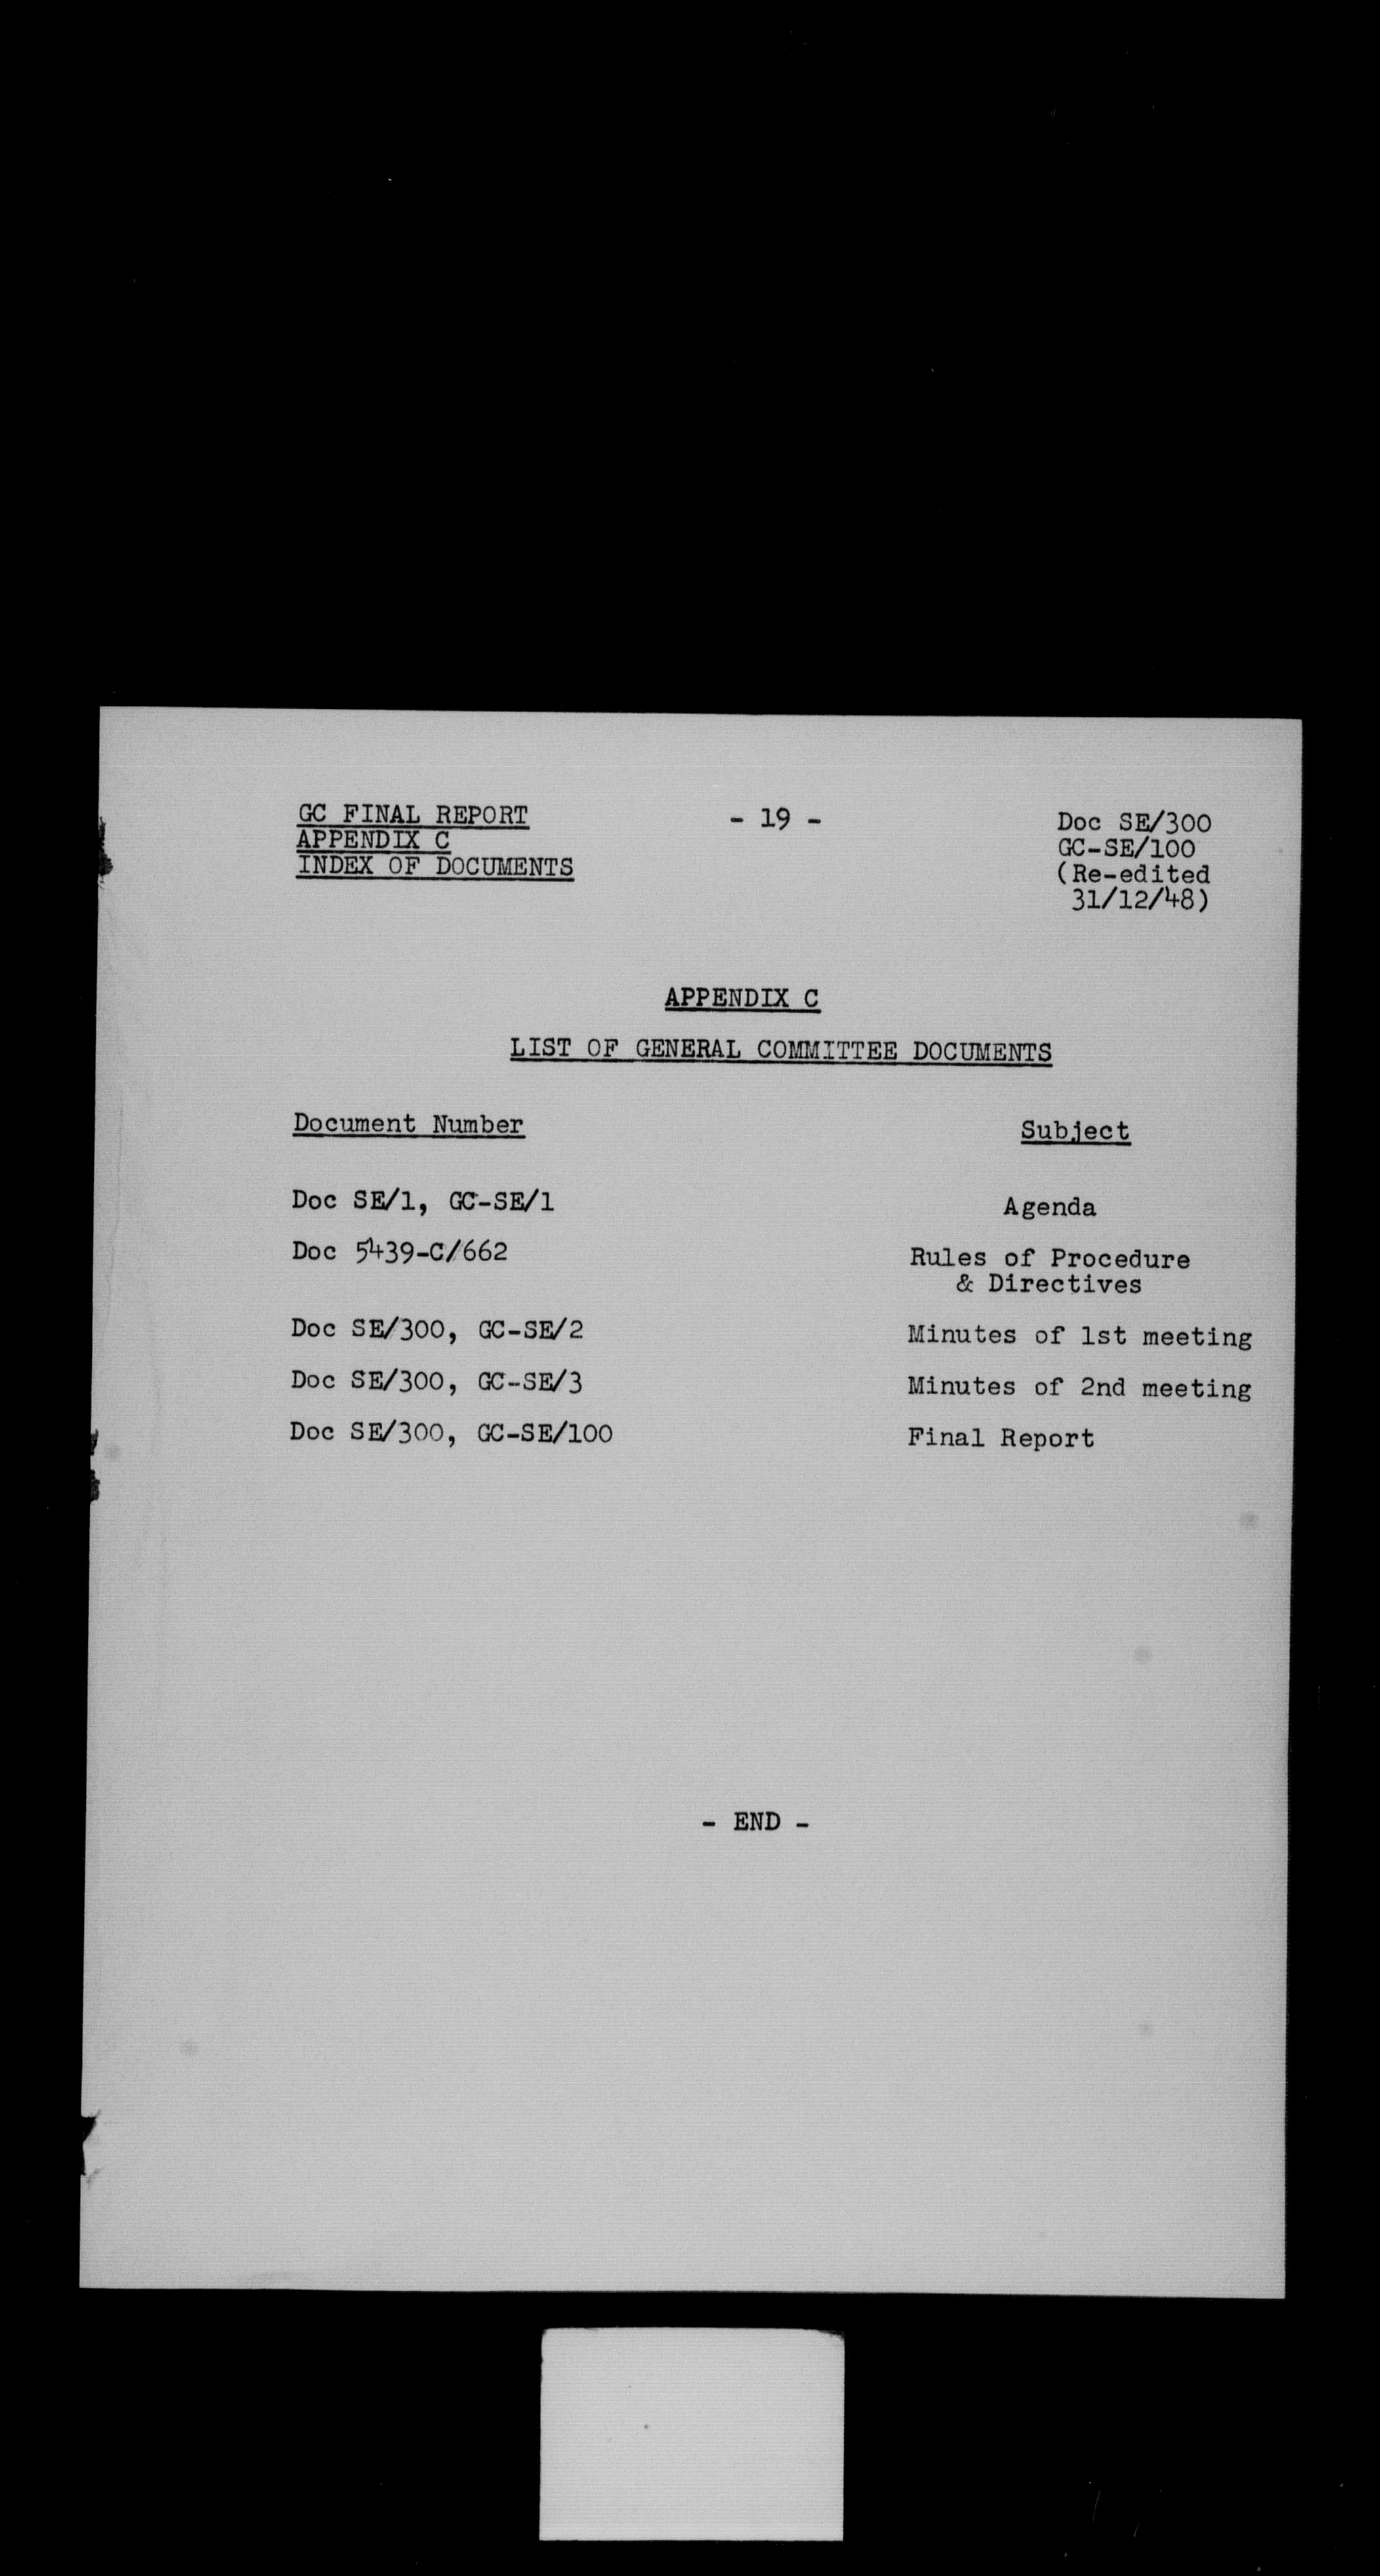 GC FINAL REPORT - 19 - Doc SE/300
APPENDIX C GC-SE/100
INDEX OF DOCUMENTS (Re-edited
31/12/48)
APPENDIX C
LIST OF GENERAL COMMITTEE DOCUMENTS
Document Number Subject
Doc SE/1, GC-SE/1 Agenda
Doc 5439-C/662 Rules of Procedure
& Directives
Doc SE/300, GC-SE/2 Minutes of 1st meeting
Doc SE/300, GC-SE/3 Minutes of 2nd meeting
Doc SE/300, GC-SE/100 Final Report
- END -